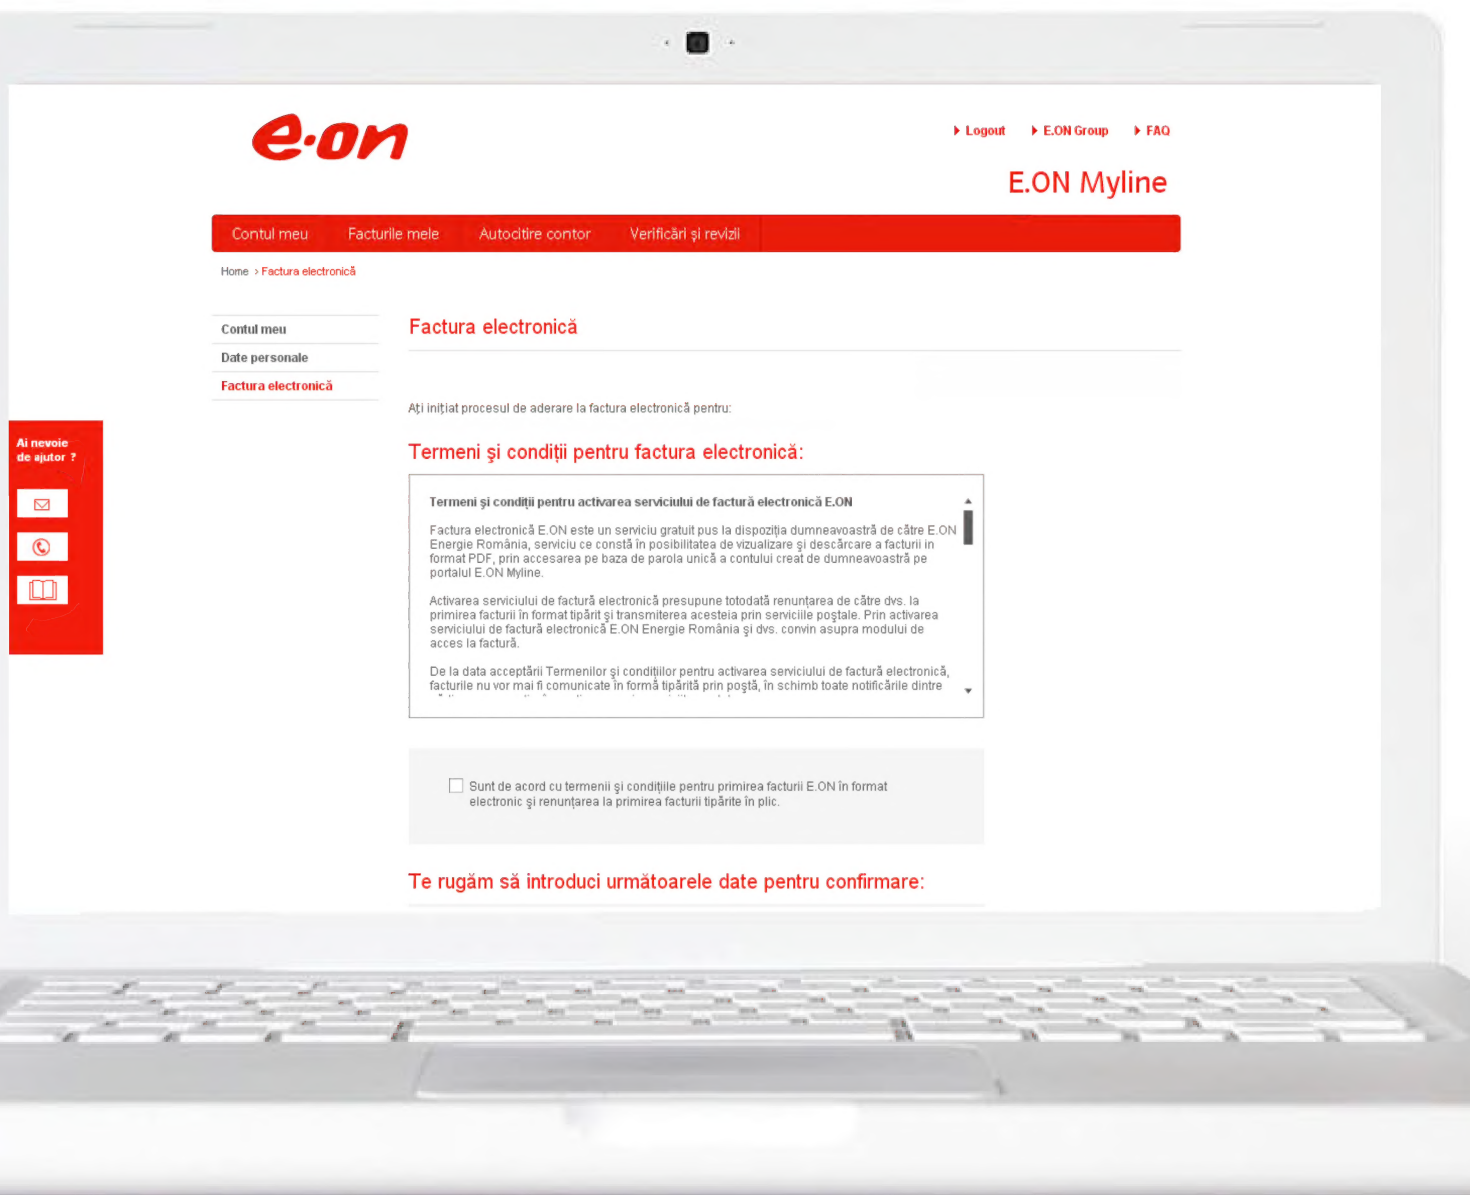 e·on
Logout E.ON Group FAQ
E.ON Myline
Contul meu Facturile mele Autocitire contor Verificări și revizii
Home > Factura electronică
Contul meu
Date personale
Factura electronică
Factura electronică
Ați inițiat procesul de aderare la factura electronică pentru:
Ai nevoie
de ajutor ?
Termeni şi condiții pentru factura electronică:
Termeni şi condiții pentru activarea serviciului de factură electronică E.ON
Factura electronică E.ON este un serviciu gratuit pus la dispoziția dumneavoastră de către E.ON
Energie România, serviciu ce constă în posibilitatea de vizualizare şi descărcare a facturii in
format PDF, prin accesarea pe baza de parola unică a contului creat de dumneavoastră pe
portalul E.ON Myline.
Activarea serviciului de factură electronică presupune totodată renunțarea de către dvs. la
primirea facturii în format tipărit şi transmiterea acesteia prin serviciile poştale. Prin activarea
serviciului de factură electronică E.ON Energie România şi dvs. convin asupra modului de
acces la factură.
De la data acceptării Termenilor şi condițiilor pentru activarea serviciului de factură electronică,
facturile nu vor mai fi comunicate în formă tipărită prin poştă, în schimb toate notificările dintre
Sunt de acord cu termenii şi condițiile pentru primirea facturii E.ON în format
electronic şi renunțarea la primirea facturii tipărite în plic.
Te rugăm să introduci următoarele date pentru confirmare: